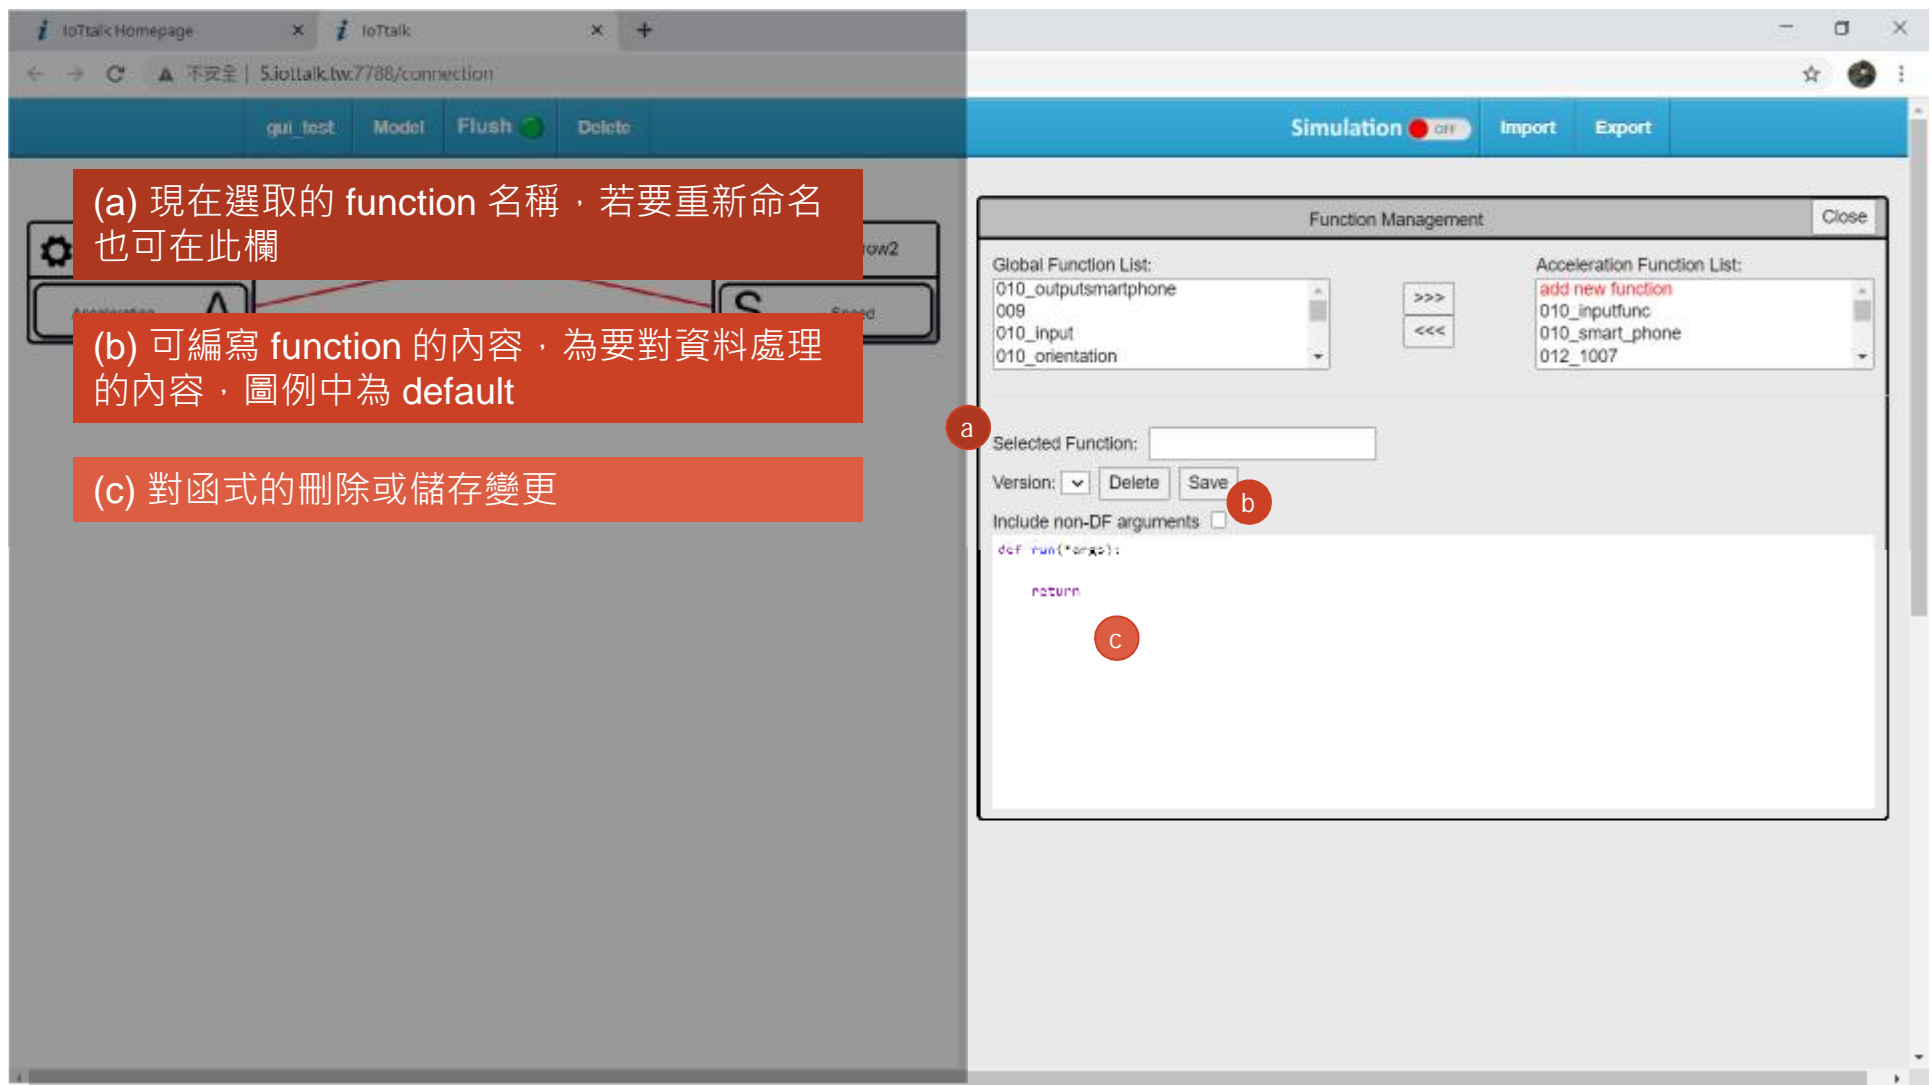 IoTtalk Homepage
IoTtalk
不安全 | 5.iottalk.tw:7788/connection
gui_test Model Flush Delete
Simulation OFF Import Export
(a) 現在選取的 function 名稱，若要重新命名
也可在此欄
row2
Acceleration A
S Speed
(b) 可編寫 function 的內容，為要對資料處理
的內容，圖例中為 default
(c) 對函式的刪除或儲存變更
Function Management
Close
Global Function List:
010_outputsmartphone
009
010_input
010_orientation
>>>
<<<
Acceleration Function List:
add new function
010_inputfunc
010_smart_phone
012_1007
a
Selected Function:
Version: Delete Save
b
Include non-DF arguments
def run(*args):
return
c